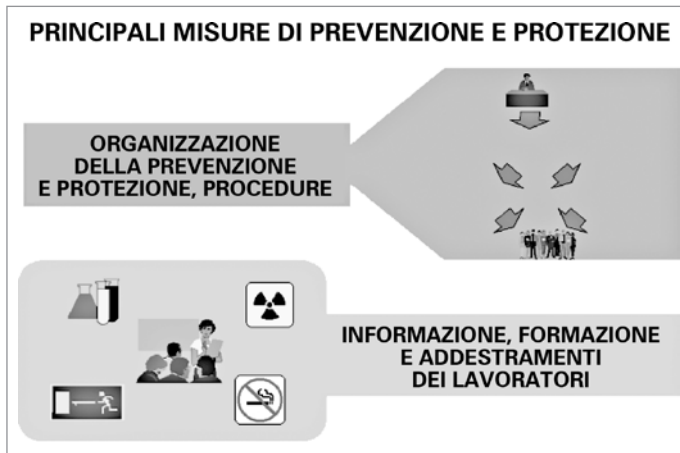 PRINCIPALI MISURE DI PREVENZIONE E PROTEZIONE
ORGANIZZAZIONE
DELLA PREVENZIONE
E PROTEZIONE, PROCEDURE
INFORMAZIONE, FORMAZIONE
E ADDESTRAMENTI
DEI LAVORATORI